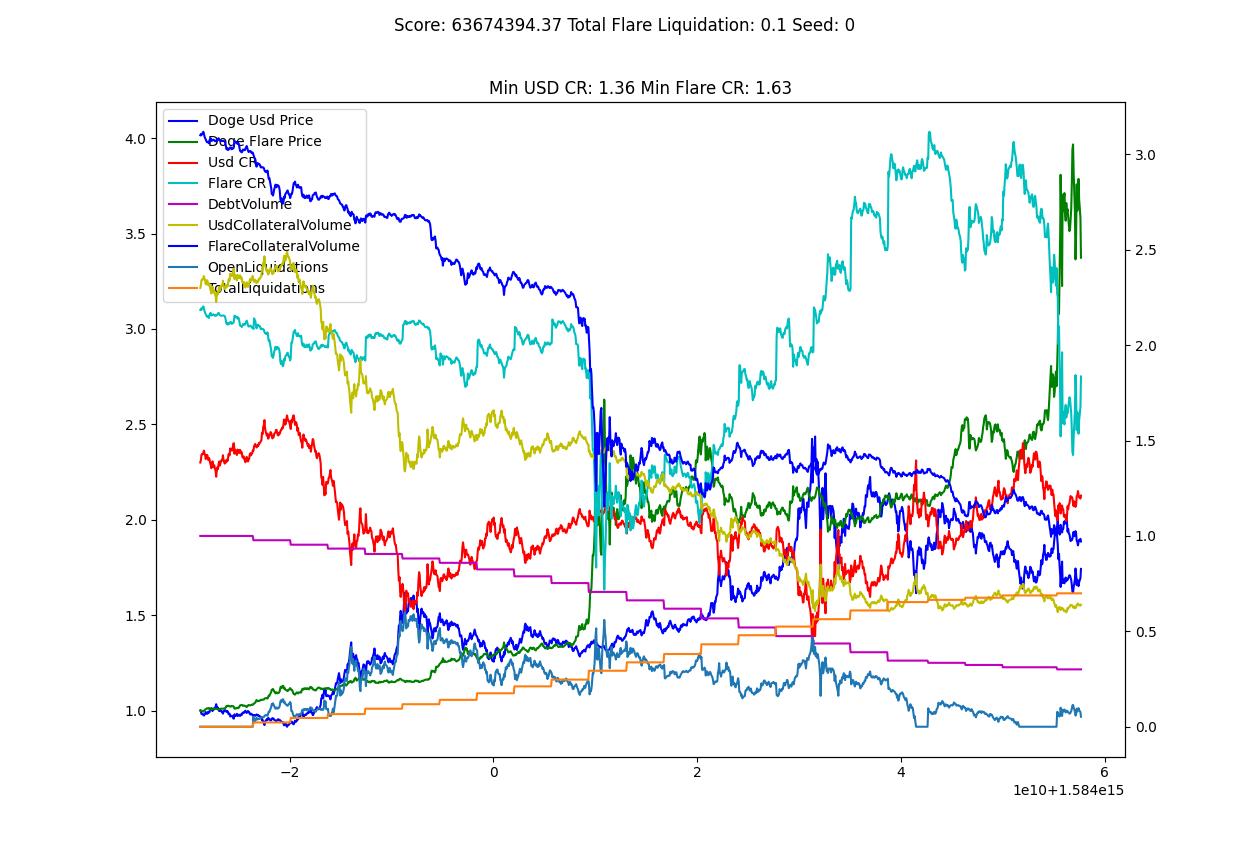 Score: 63674394.37 Total Flare Liquidation: 0.1 Seed: 0
Min USD CR: 1.36 Min Flare CR: 1.63
Doge Usd Price
Doge Flare Price
Usd CR
Flare CR
DebtVolume
UsdCollateralVolume
FlareCollateralVolume
OpenLiquidations
TotalLiquidations
4.0
3.5
3.0
2.5
2.0
1.5
1.0
3.0
2.5
2.0
1.5
1.0
0.5
0.0
−2
0
2
4
6
1e10+1.584e15